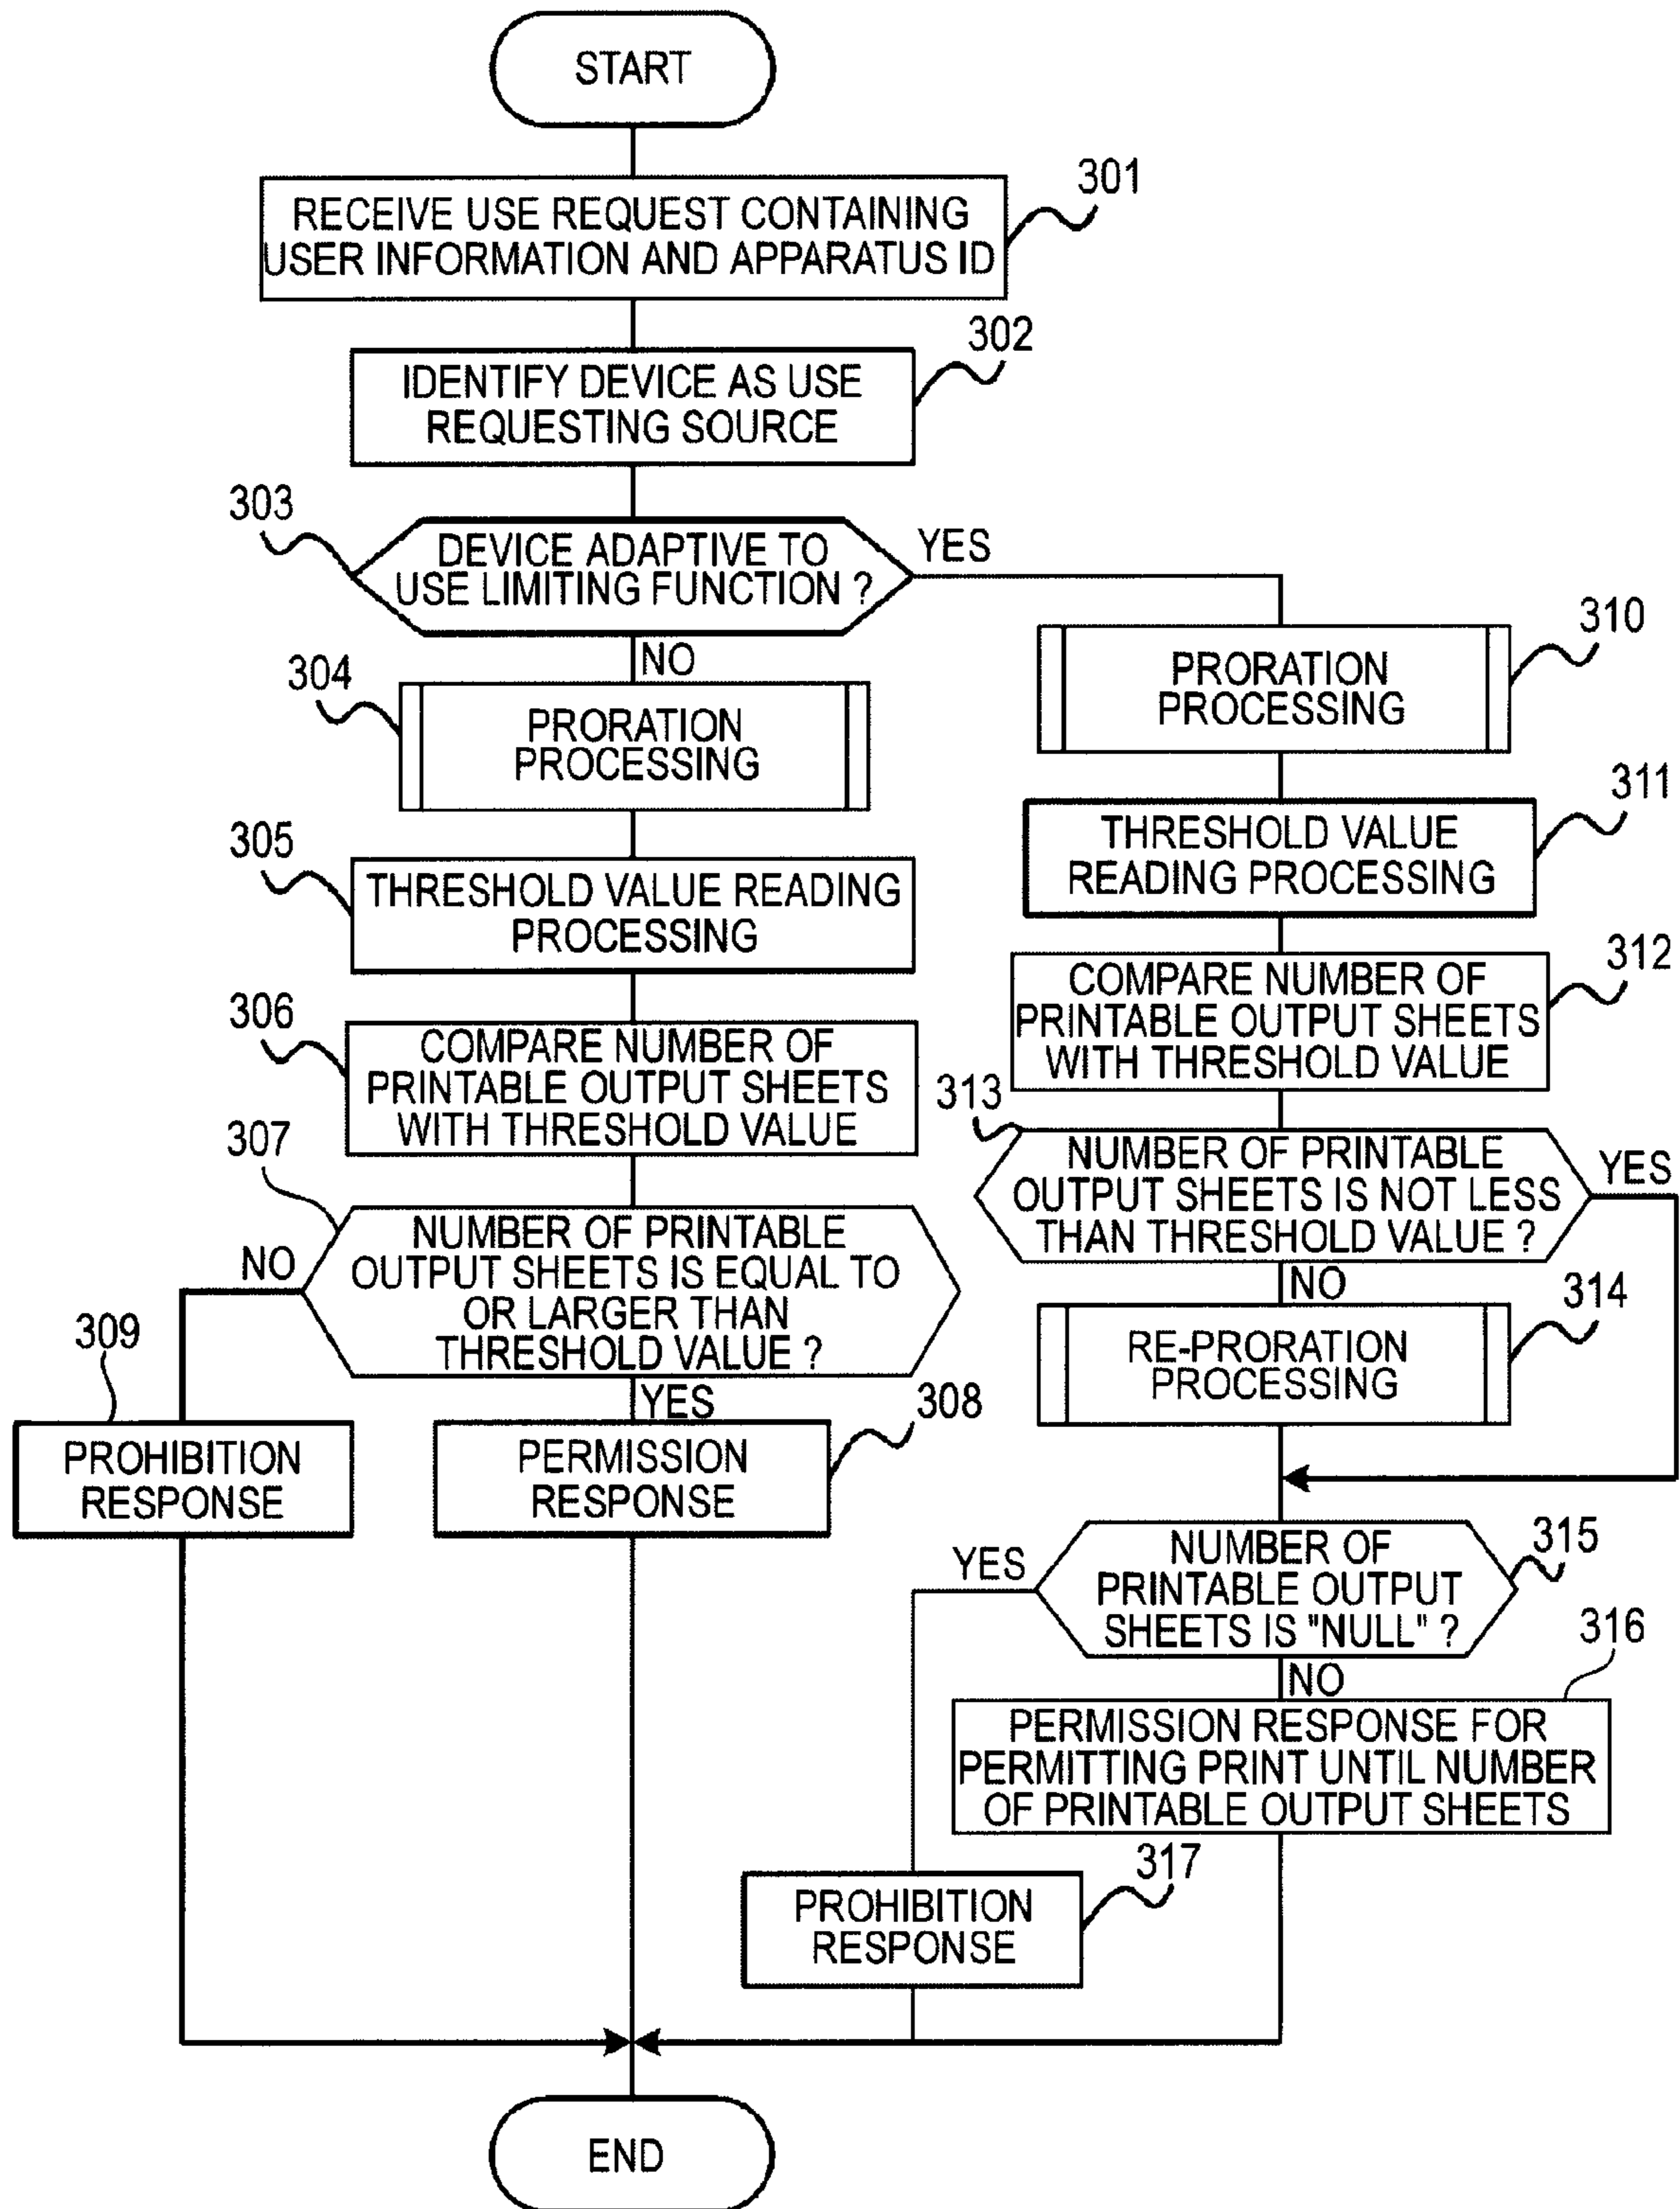 START
301
RECEIVE USE REQUEST CONTAINING
USER INFORMATION AND APPARATUS ID
302
IDENTIFY DEVICE AS USE
REQUESTING SOURCE
303
DEVICE ADAPTIVE TO
USE LIMITING FUNCTION ?
YES
NO
304
PRORATION
PROCESSING
305
THRESHOLD VALUE READING
PROCESSING
306
COMPARE NUMBER OF
PRINTABLE OUTPUT SHEETS
WITH THRESHOLD VALUE
307
NUMBER OF PRINTABLE
OUTPUT SHEETS IS EQUAL TO
OR LARGER THAN
THRESHOLD VALUE ?
NO
YES
309
PROHIBITION
RESPONSE
308
PERMISSION
RESPONSE
310
PRORATION
PROCESSING
311
THRESHOLD VALUE
READING PROCESSING
312
COMPARE NUMBER OF
PRINTABLE OUTPUT SHEETS
WITH THRESHOLD VALUE
313
NUMBER OF PRINTABLE
OUTPUT SHEETS IS NOT LESS
THAN THRESHOLD VALUE ?
YES
NO
314
RE-PRORATION
PROCESSING
315
NUMBER OF
PRINTABLE OUTPUT
SHEETS IS "NULL" ?
YES
NO
316
PERMISSION RESPONSE FOR
PERMITTING PRINT UNTIL NUMBER
OF PRINTABLE OUTPUT SHEETS
317
PROHIBITION
RESPONSE
END